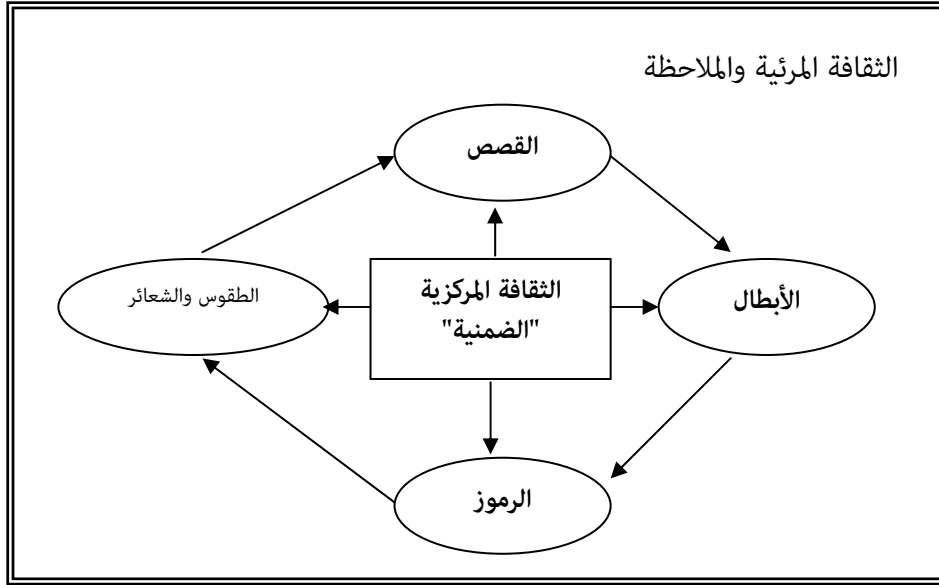 الثقافة المرئية والملاحظة
القصص
الثقافة المركزية
"الضمنية"
الأبطال
الطقوس والشعائر
الرموز